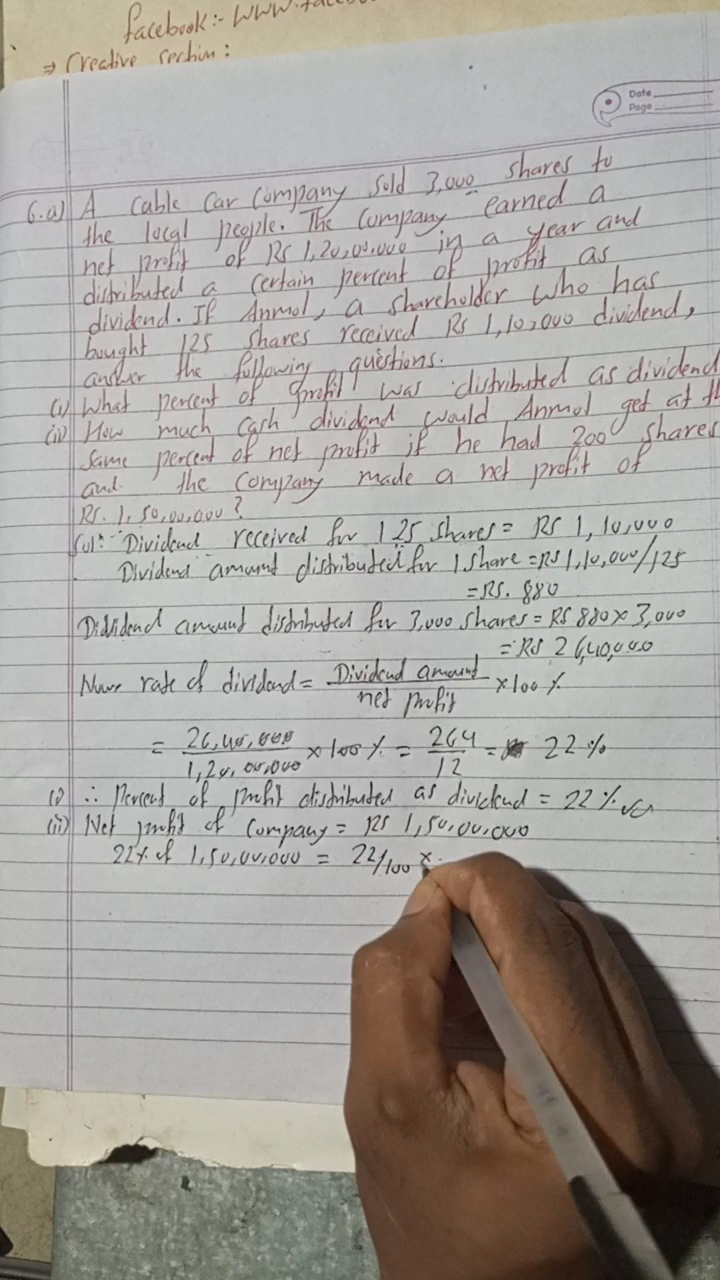 facebook:- WWW.face
⇒ Creative section:
Date
Page
6.a) A cable car company sold 3,000 shares to
the local people. The company earned a
net profit of RS 1,20,00,000 in a year and
distributed a certain percent of profit as
dividend. If Anmol, a shareholder who has
bought 125 shares received Rs 1,10,000 dividend,
answer the following questions.
(i) What percent of profit was distributed as dividend
(ii) How much cash dividend would Anmol get at th
same percent of net profit if he had 200 shares
and the company made a net profit of
Rs. 1,50,00,000?
Sol: Dividend received for 125 shares = RS 1,10,000
Dividend amount distributed for 1 share = RS 1,10,000/125
= RS. 880
Dividend amount distributed for 3,000 shares = RS 880 × 3,000
= RS 26,40,000
Now rate of dividend = Dividend amount / net profit × 100 %
= 26,40,000 / 1,20,00,000 × 100 % = 264 / 12 = 22 %
(i) ∴ Percent of profit distributed as dividend = 22 %
(ii) Net profit of company = RS 1,50,00,000
22% of 1,50,00,000 = 22/100 ×